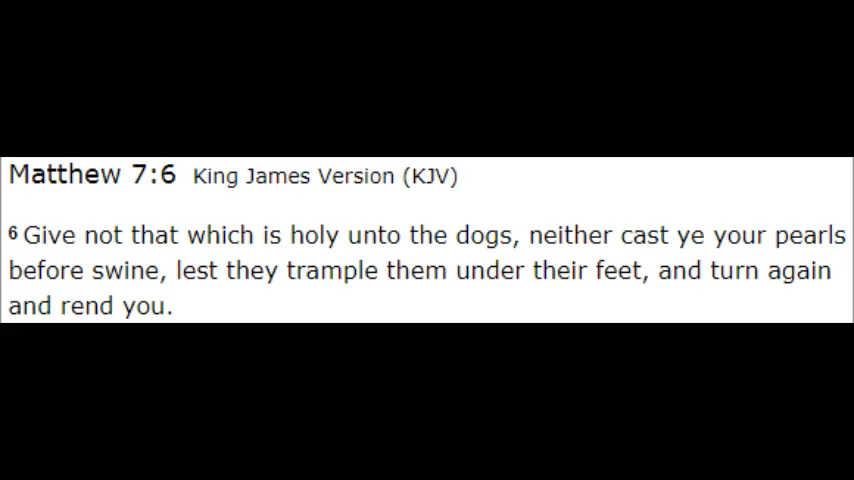 Matthew 7:6 King James Version (KJV)
6 Give not that which is holy unto the dogs, neither cast ye your pearls
before swine, lest they trample them under their feet, and turn again
and rend you.